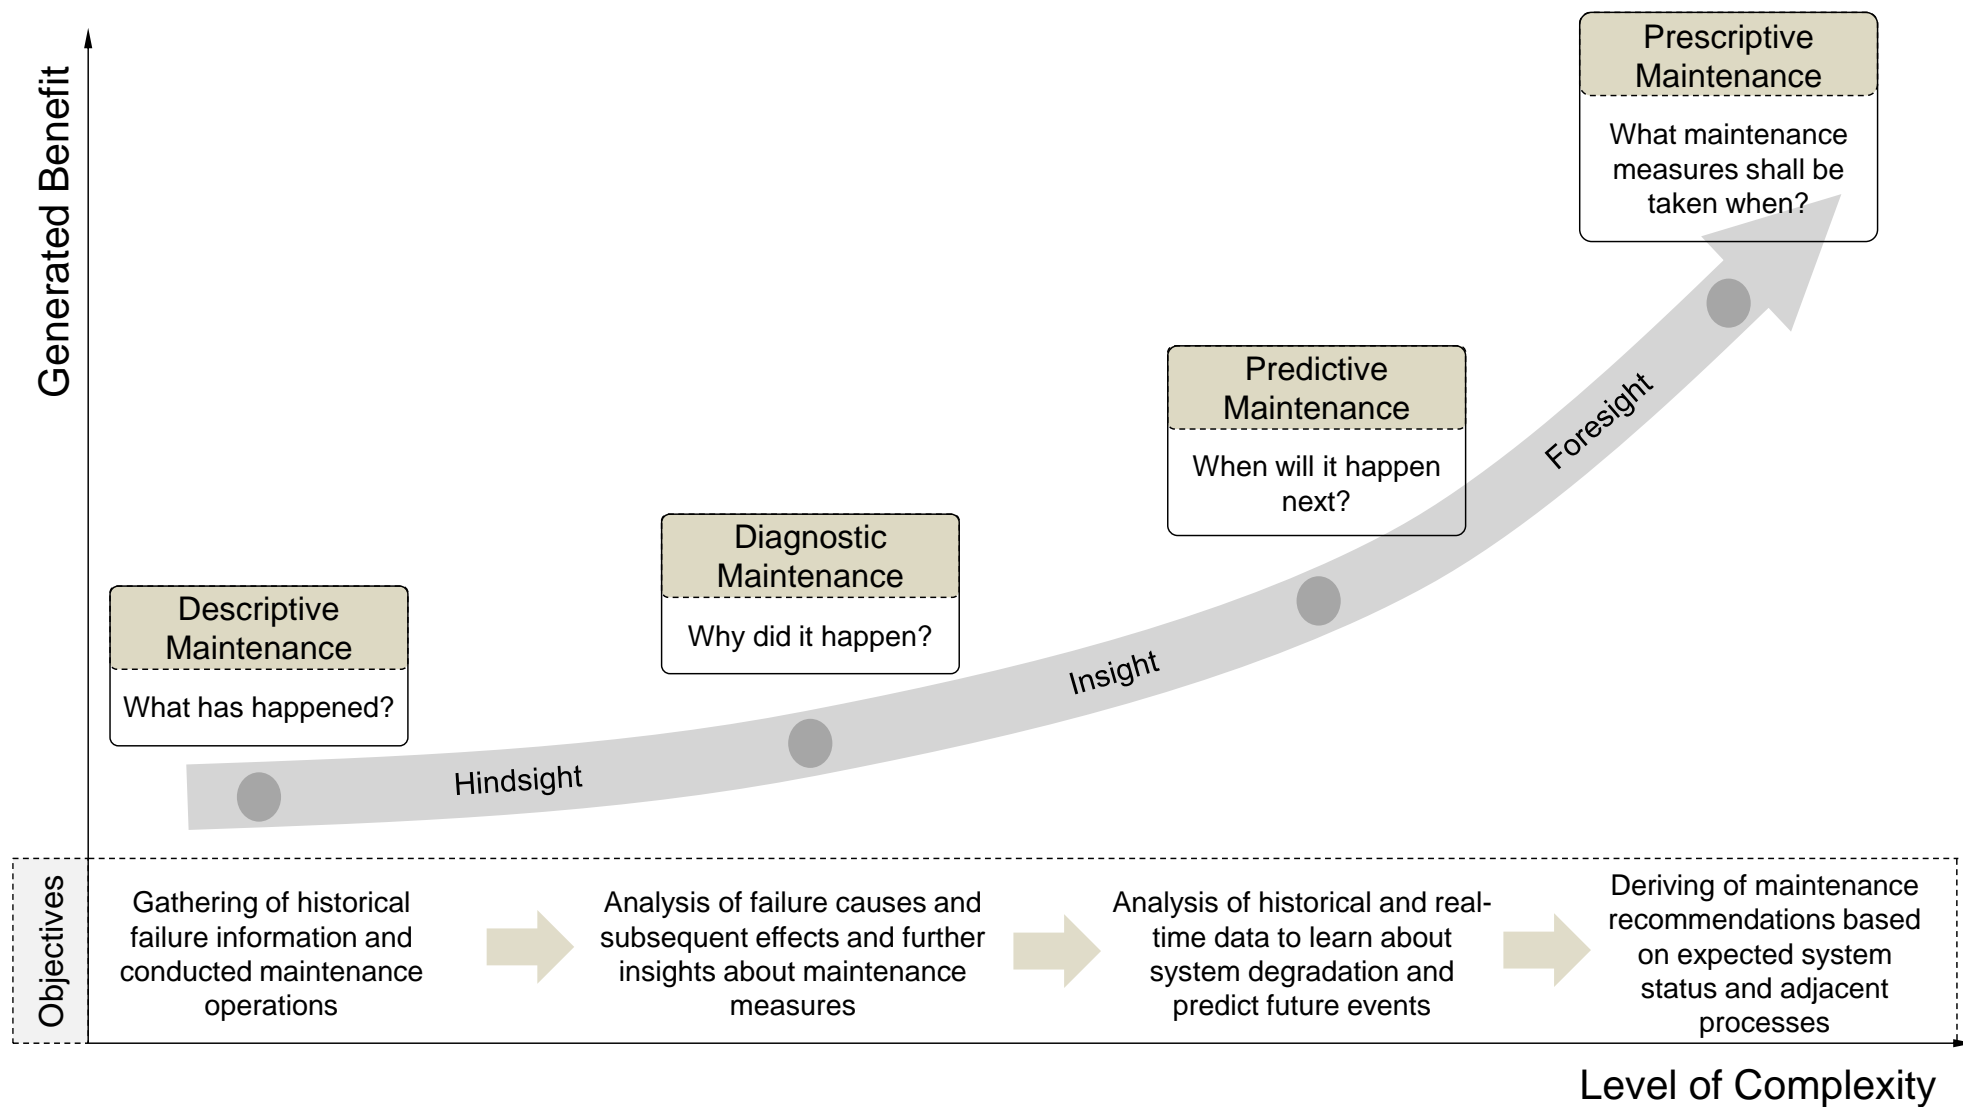 Generated Benefit
Prescriptive
Maintenance
What maintenance
measures shall be
taken when?
Predictive
Maintenance
When will it happen
next?
Diagnostic
Maintenance
Why did it happen?
Descriptive
Maintenance
What has happened?
Hindsight
Insight
Foresight
Objectives
Gathering of historical
failure information and
conducted maintenance
operations
Analysis of failure causes and
subsequent effects and further
insights about maintenance
measures
Analysis of historical and real-
time data to learn about
system degradation and
predict future events
Deriving of maintenance
recommendations based
on expected system
status and adjacent
processes
Level of Complexity